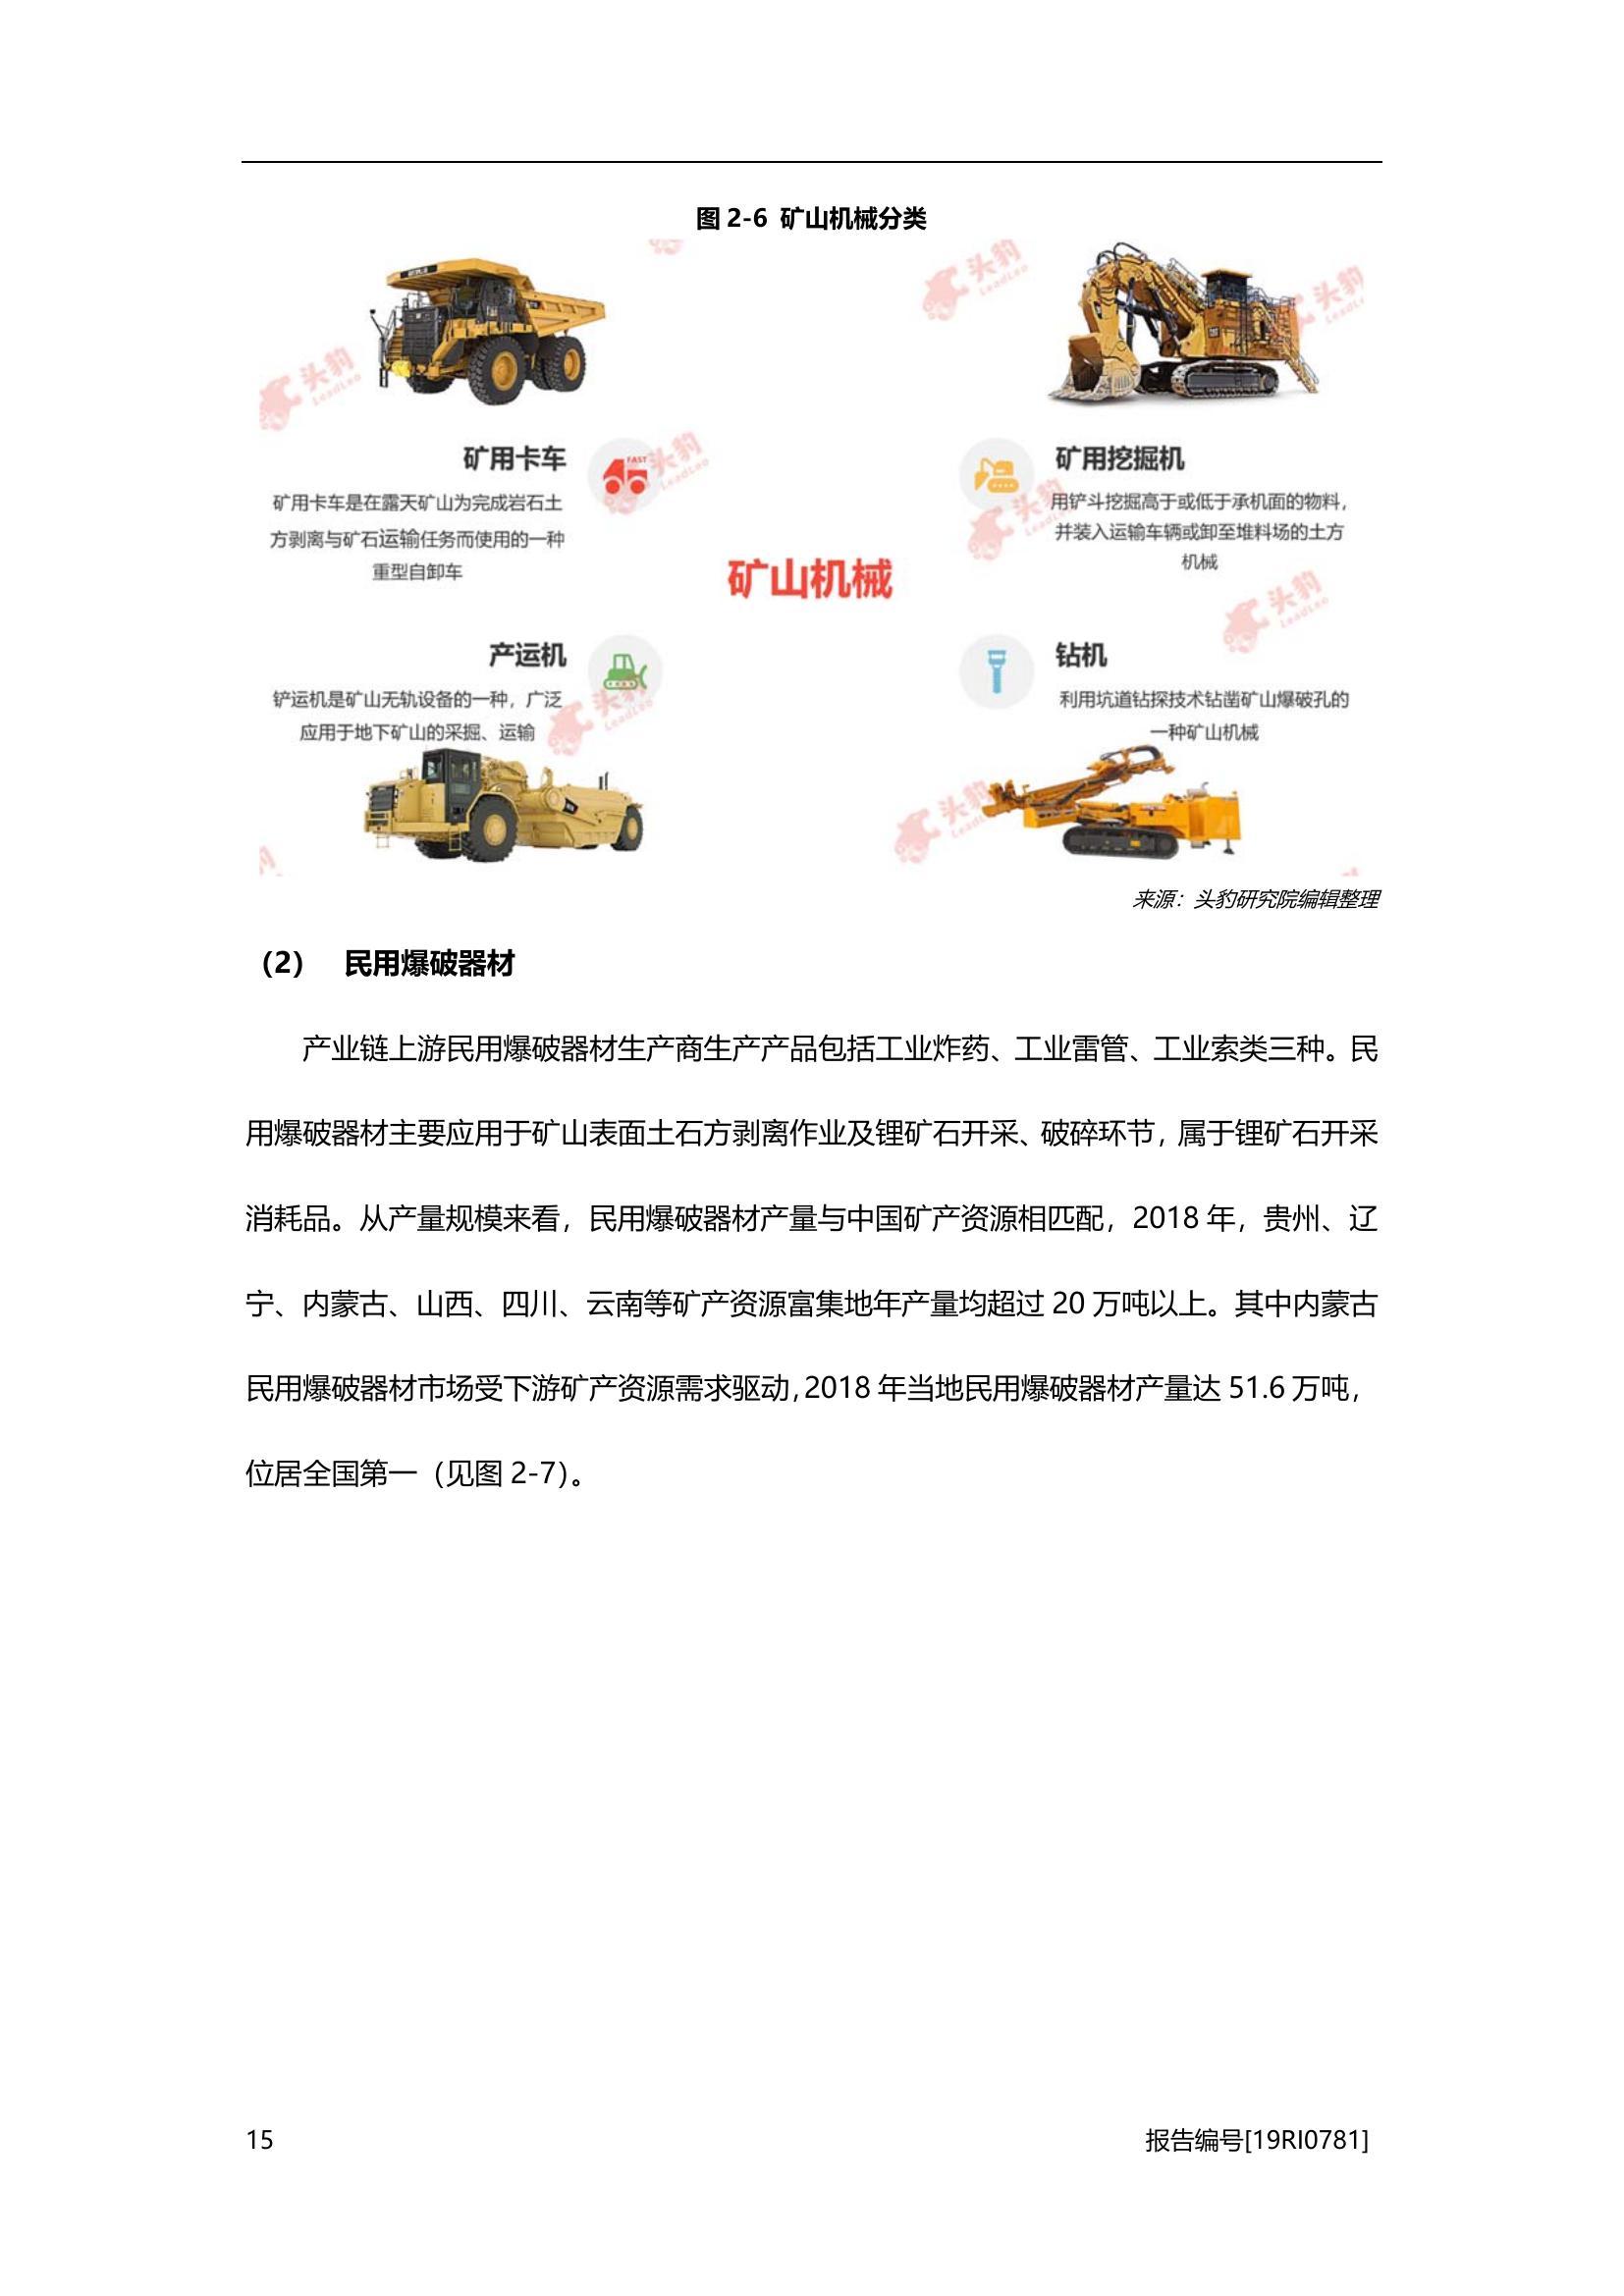 图 2-6 矿山机械分类
矿用卡车
矿用卡车是在露天矿山为完成岩石土
方剥离与矿石运输任务而使用的一种
重型自卸车
FAST
矿用挖掘机
用铲斗挖掘高于或低于承机面的物料，
并装入运输车辆或卸至堆料场的土方
机械
矿山机械
产运机
铲运机是矿山无轨设备的一种，广泛
应用于地下矿山的采掘、运输
钻机
利用坑道钻探技术钻凿矿山爆破孔的
一种矿山机械
头豹
LeadLeo
来源：头豹研究院编辑整理
（2） 民用爆破器材
产业链上游民用爆破器材生产商生产产品包括工业炸药、工业雷管、工业索类三种。民
用爆破器材主要应用于矿山表面土石方剥离作业及锂矿石开采、破碎环节，属于锂矿石开采
消耗品。从产量规模来看，民用爆破器材产量与中国矿产资源相匹配，2018 年，贵州、辽
宁、内蒙古、山西、四川、云南等矿产资源富集地年产量均超过 20 万吨以上。其中内蒙古
民用爆破器材市场受下游矿产资源需求驱动，2018 年当地民用爆破器材产量达 51.6 万吨，
位居全国第一（见图 2-7）。
15
报告编号[19RI0781]